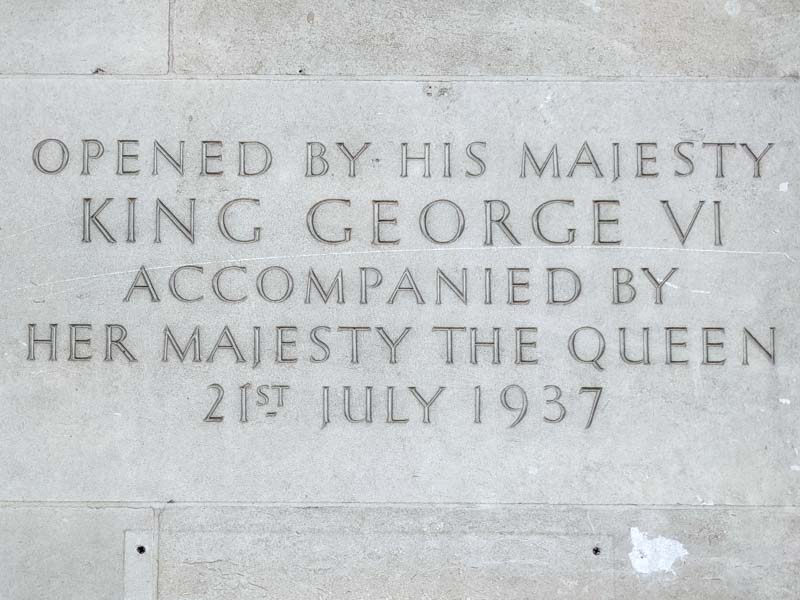 OPENED BY HIS MAJESTY
KING GEORGE VI
ACCOMPANIED BY
HER MAJESTY THE QUEEN
21ST JULY 1937